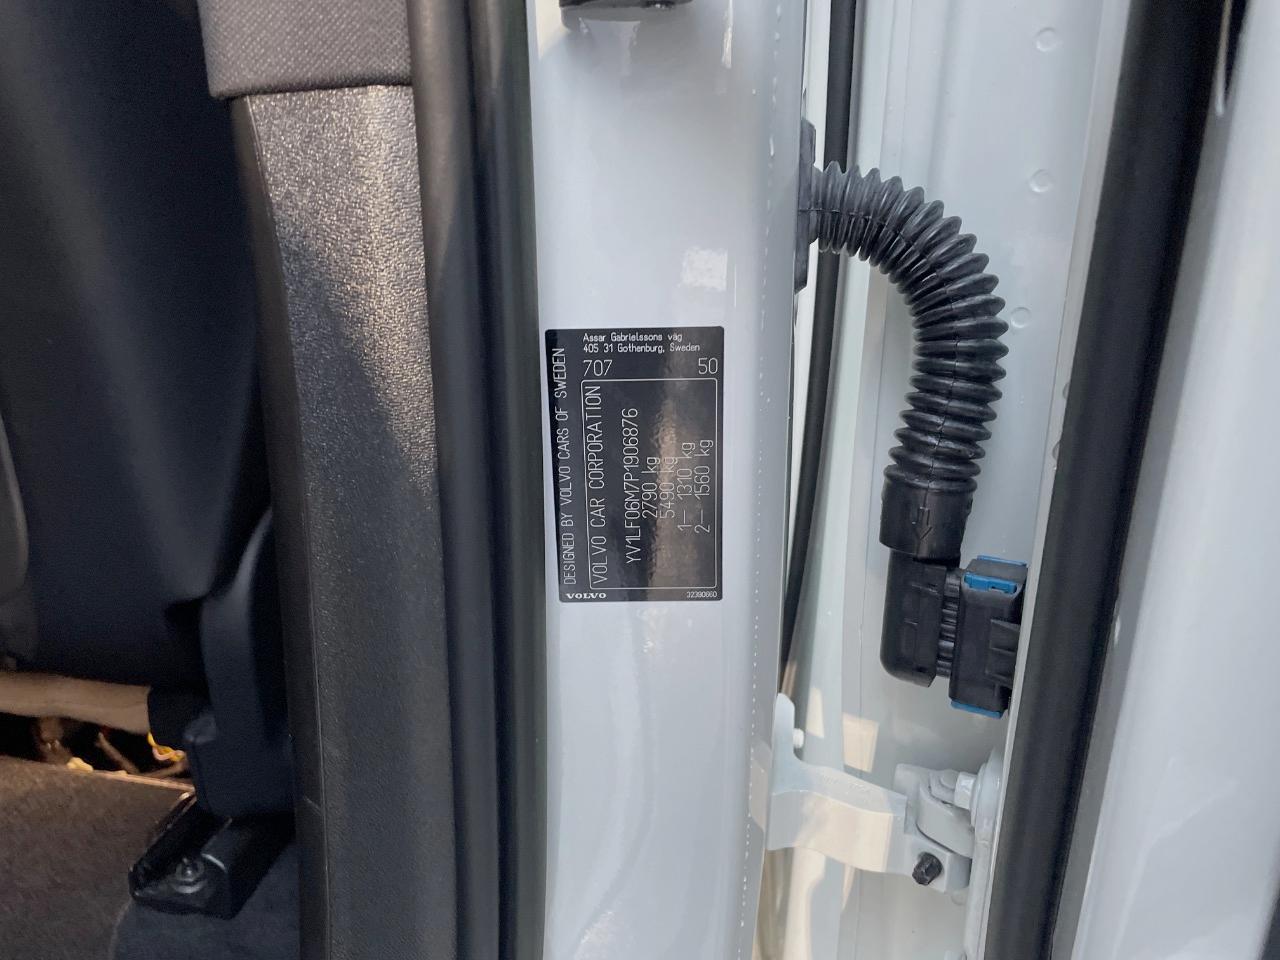 Assar Gabrielssons väg
405 31 Gothenburg, Sweden
707 50
DESIGNED BY VOLVO CARS OF SWEDEN
VOLVO CAR CORPORATION
YV1LF06M7P1906876
2790 kg
5490 kg
1– 1310 kg
2– 1560 kg
VOLVO 32390860